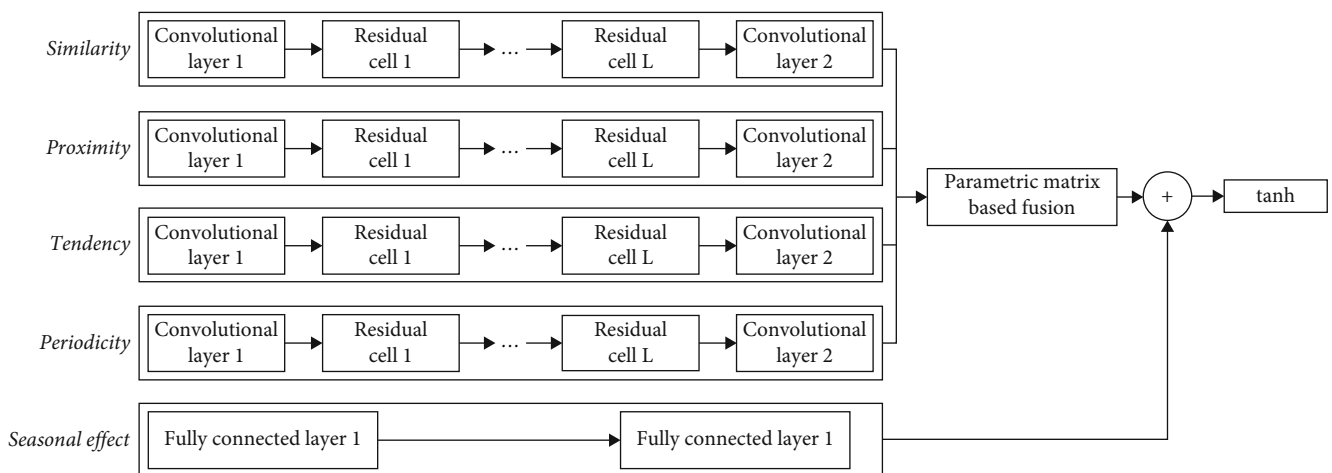 Similarity
Convolutional
layer 1
Residual
cell 1
...
Residual
cell L
Convolutional
layer 2
Proximity
Convolutional
layer 1
Residual
cell 1
...
Residual
cell L
Convolutional
layer 2
Tendency
Convolutional
layer 1
Residual
cell 1
...
Residual
cell L
Convolutional
layer 2
Periodicity
Convolutional
layer 1
Residual
cell 1
...
Residual
cell L
Convolutional
layer 2
Parametric matrix
based fusion
+
tanh
Seasonal effect
Fully connected layer 1
Fully connected layer 1